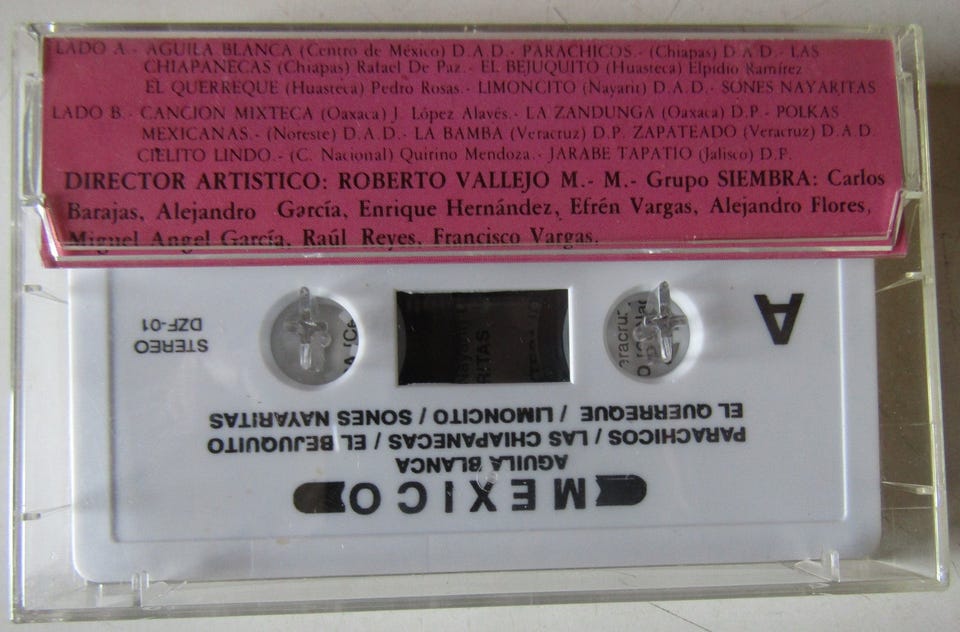 LADO A.- AGUILA BLANCA (Centro de México) D.A.D.- PARACHICOS.- (Chiapas) D.A.D.- LAS
CHIAPANECAS (Chiapas) Rafael De Paz.- EL BEJUQUITO (Huasteca) Elpidio Ramírez
EL QUERREQUE (Huasteca) Pedro Rosas.- LIMONCITO (Nayarit) D.A.D.- SONES NAYARITAS
LADO B.- CANCION MIXTECA (Oaxaca) J. López Alavés.- LA ZANDUNGA (Oaxaca) D.P.- POLKAS
MEXICANAS.- (Noreste) D.A.D.- LA BAMBA (Veracruz) D.P. ZAPATEADO (Veracruz) D.A.D.
CIELITO LINDO.- (C. Nacional) Quirino Mendoza.- JARABE TAPATIO (Jalisco) D.P.
DIRECTOR ARTISTICO: ROBERTO VALLEJO M.- M.- Grupo SIEMBRA: Carlos
Barajas, Alejandro García, Enrique Hernández, Efrén Vargas, Alejandro Flores,
Miguel Angel García, Raúl Reyes, Francisco Vargas.
MEXICO
AGUILA BLANCA
PARACHICOS / LAS CHIAPANECAS / EL BEJUQUITO
EL QUERREQUE / LIMONCITO / SONES NAYARITAS
A
STEREO
DZF-01